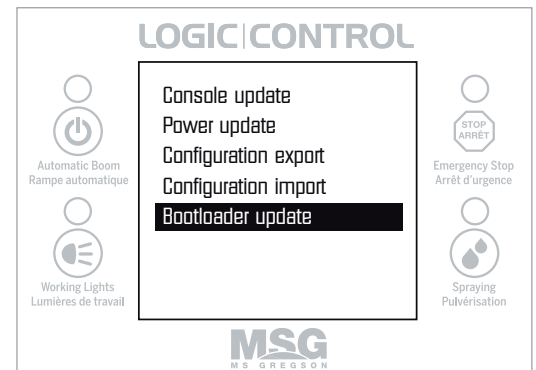 LOGIC|CONTROL
Automatic Boom
Rampe automatique
Working Lights
Lumières de travail
Console update
Power update
Configuration export
Configuration import
Bootloader update
STOP
ARRÊT
Emergency Stop
Arrêt d'urgence
Spraying
Pulvérisation
MSG
MS GREGSON